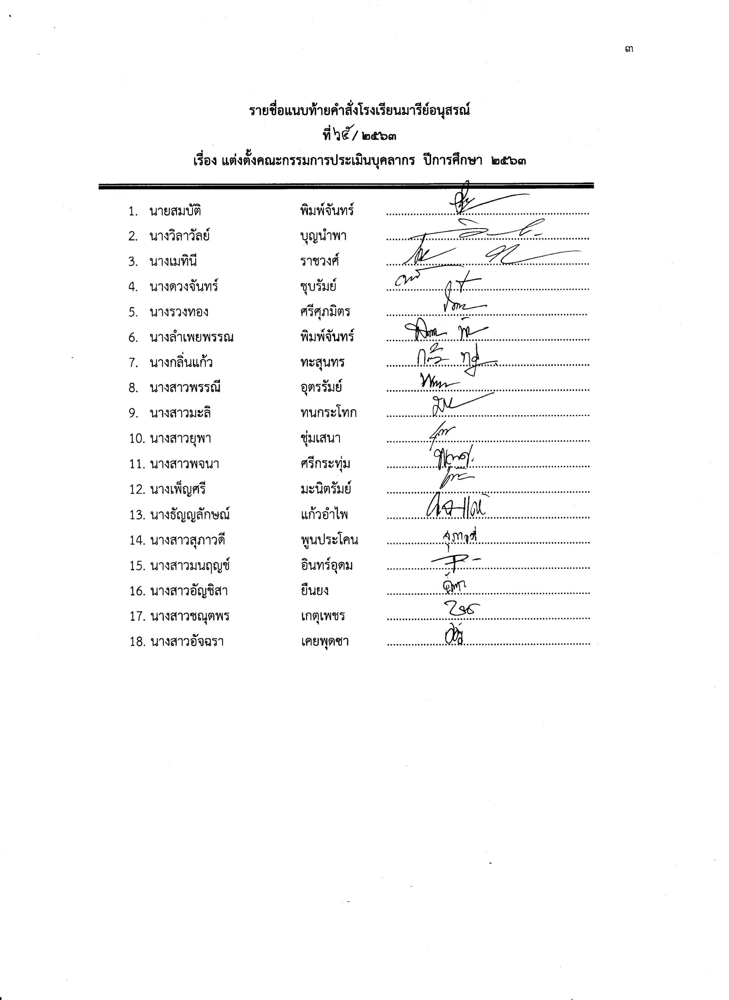 ๓
รายชื่อแนบท้ายคำสั่งโรงเรียนมารีย์อนุสรณ์
ที่ ๖๕ / ๒๕๖๓
เรื่อง แต่งตั้งคณะกรรมการประเมินบุคลากร ปีการศึกษา ๒๕๖๓
1. นายสมบัติ พิมพ์จันทร์
2. นางวิลาวัลย์ บุญนำพา
3. นางเมทินี ราชวงศ์
4. นางดวงจันทร์ ชุบรัมย์
5. นางรวงทอง ศรีศุภมิตร
6. นางลำเพยพรรณ พิมพ์จันทร์
7. นางกลิ่นแก้ว ทะสุนทร
8. นางสาวพรรณี อุตรรัมย์
9. นางสาวมะลิ ทนกระโทก
10. นางสาวยุพา ชุ่มเสนา
11. นางสาวพจนา ศรีกระทุ่ม
12. นางเพ็ญศรี มะนิตรัมย์
13. นางธัญญลักษณ์ แก้วอำไพ
14. นางสาวสุภาวดี พูนประโคน สุภาวดี
15. นางสาวมนฤญช์ อินทร์อุดม
16. นางสาวอัญชิสา ยืนยง
17. นางสาวชณุตพร เกตุเพชร
18. นางสาวอัจฉรา เคยพุดซา